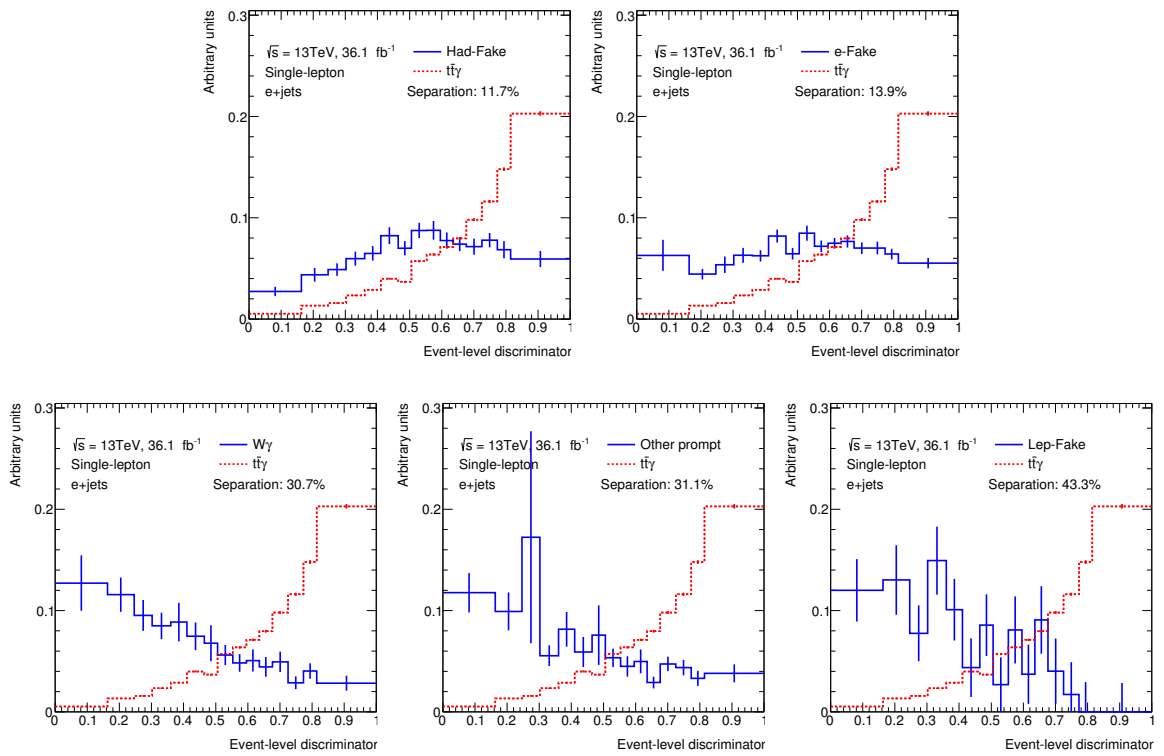 Arbitrary units
0.3
0.2
0.1
0
√s = 13TeV, 36.1 fb⁻¹
Single-lepton
e+jets
Had-Fake
tt̄γ
Separation: 11.7%
0 0.1 0.2 0.3 0.4 0.5 0.6 0.7 0.8 0.9 1
Event-level discriminator
Arbitrary units
0.3
0.2
0.1
0
√s = 13TeV, 36.1 fb⁻¹
Single-lepton
e+jets
e-Fake
tt̄γ
Separation: 13.9%
0 0.1 0.2 0.3 0.4 0.5 0.6 0.7 0.8 0.9 1
Event-level discriminator
Arbitrary units
0.3
0.2
0.1
0
√s = 13TeV, 36.1 fb⁻¹
Single-lepton
e+jets
Wγ
tt̄γ
Separation: 30.7%
0 0.1 0.2 0.3 0.4 0.5 0.6 0.7 0.8 0.9 1
Event-level discriminator
Arbitrary units
0.3
0.2
0.1
0
√s = 13TeV, 36.1 fb⁻¹
Single-lepton
e+jets
Other prompt
tt̄γ
Separation: 31.1%
0 0.1 0.2 0.3 0.4 0.5 0.6 0.7 0.8 0.9 1
Event-level discriminator
Arbitrary units
0.3
0.2
0.1
0
√s = 13TeV, 36.1 fb⁻¹
Single-lepton
e+jets
Lep-Fake
tt̄γ
Separation: 43.3%
0 0.1 0.2 0.3 0.4 0.5 0.6 0.7 0.8 0.9 1
Event-level discriminator